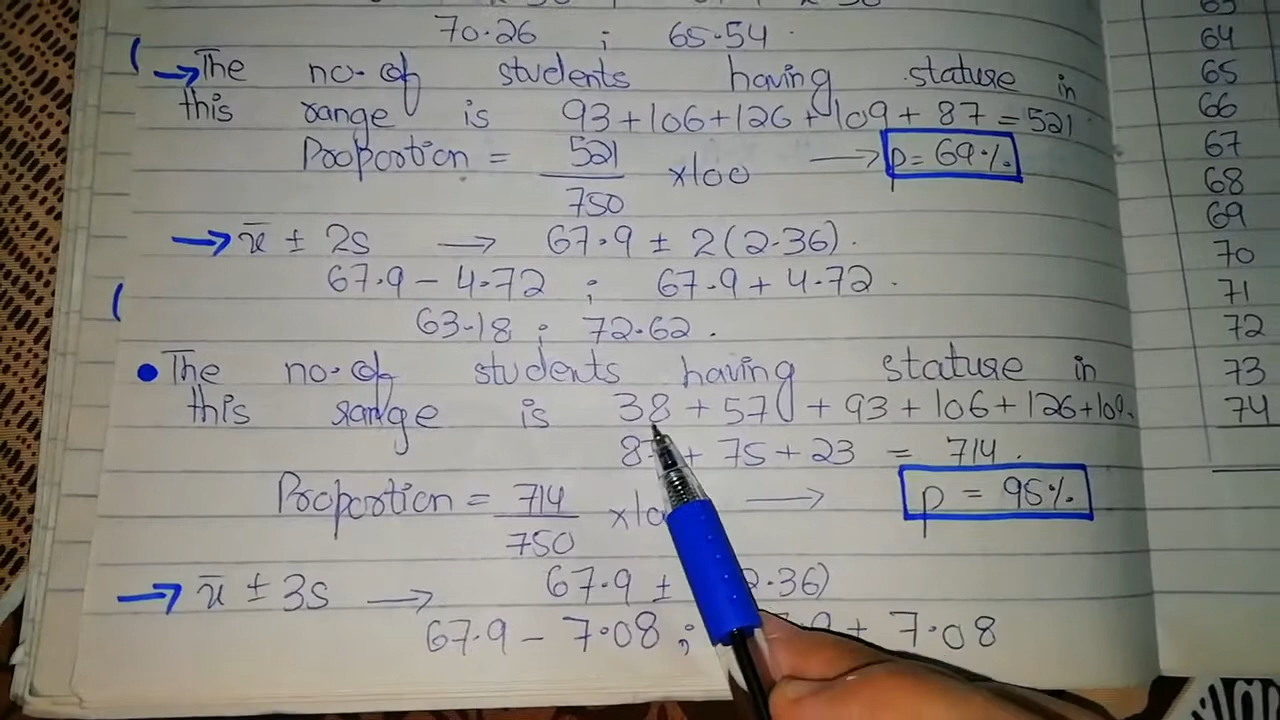 70.26 ; 65.54.
→ The no. of students having stature in
this range is 93+106+126+109+87=521
Proportion = 521/750 ×100 → p=69%.
→ x̄ ± 2s → 67.9 ± 2(2.36).
67.9 - 4.72 ; 67.9 + 4.72.
63.18 ; 72.62.
• The no. of students having stature in
this range is 38+57+93+106+126+109.
87+75+23 = 714.
Proportion = 714/750 → p = 95%.
→ x̄ ± 3s → 67.9 ± 2.36)
67.9 - 7.08 ; + 7.08
64
65
66
67
68
69
70
71
72
73
74